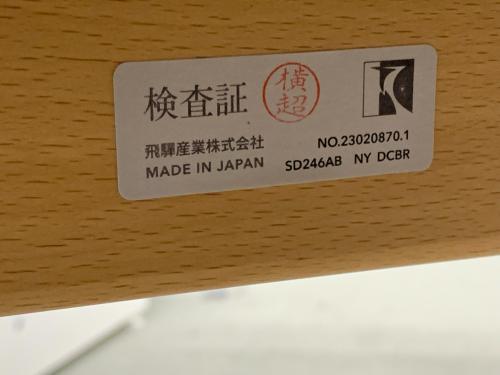 検査証
横超
飛驒産業株式会社
MADE IN JAPAN
NO.23020870.1
SD246AB NY DCBR